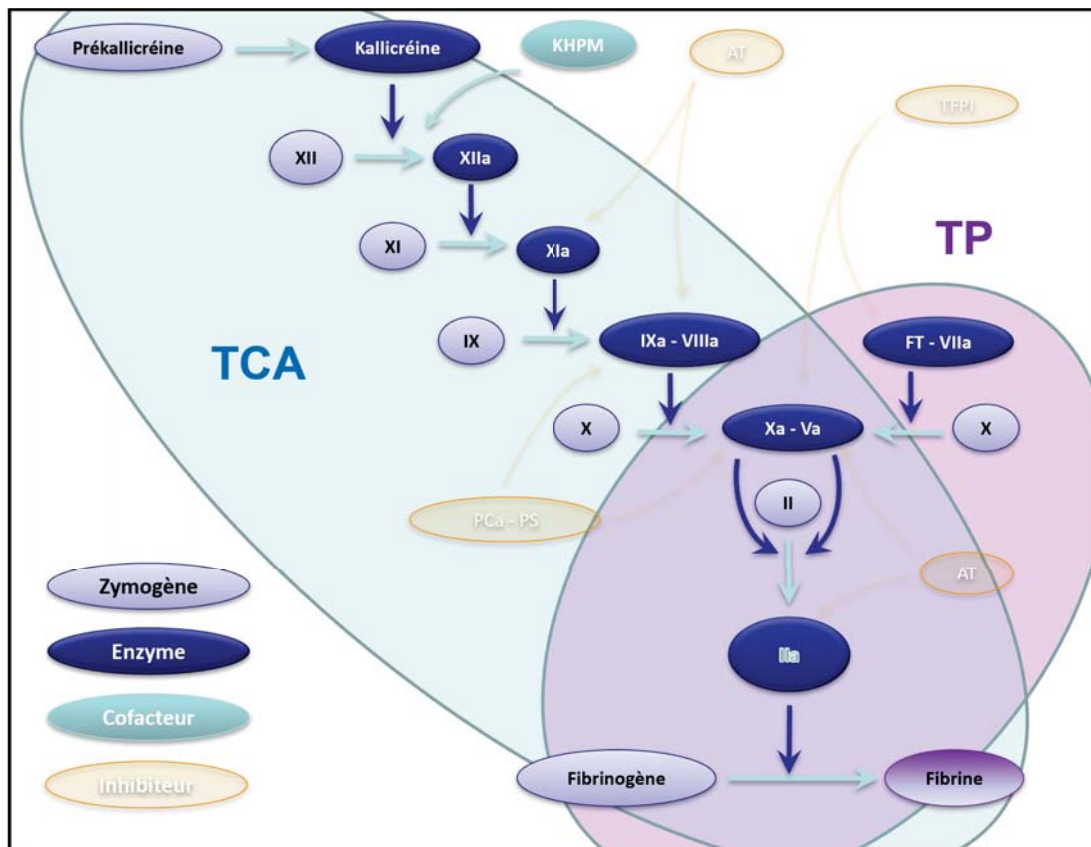 Prékallicréine
Kallicréine
KHPM
AT
TFPI
XII
XIIa
XI
XIa
TP
IX
IXa - VIIIa
FT - VIIa
TCA
X
Xa - Va
X
II
PCa - PS
AT
Zymogène
Enzyme
IIa
Cofacteur
Inhibiteur
Fibrinogène
Fibrine